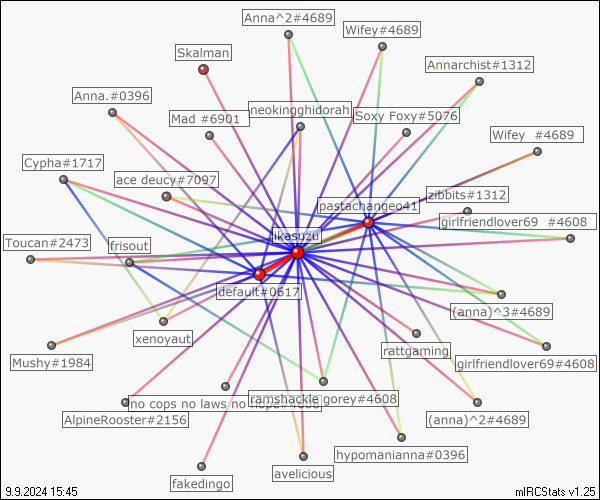 Anna^2#4689
Wifey#4689
Skalman
Annarchist#1312
Anna.#0396
Mad #6901
neokingghidorah
Soxy Foxy#5076
Wifey #4689
Cypha#1717
ace deucy#7097
zibbits#1312
pastachangeo41
girlfriendlover69 #4608
Toucan#2473
frisout
ikasuzu
default#0617
(anna)^3#4689
xenoyaut
rattgaming
Mushy#1984
girlfriendlover69#4608
no cops no laws no hope#4608
ramshackle gorey#4608
AlpineRooster#2156
(anna)^2#4689
hypomanianna#0396
avelicious
fakedingo
9.9.2024 15:45
mIRCStats v1.25